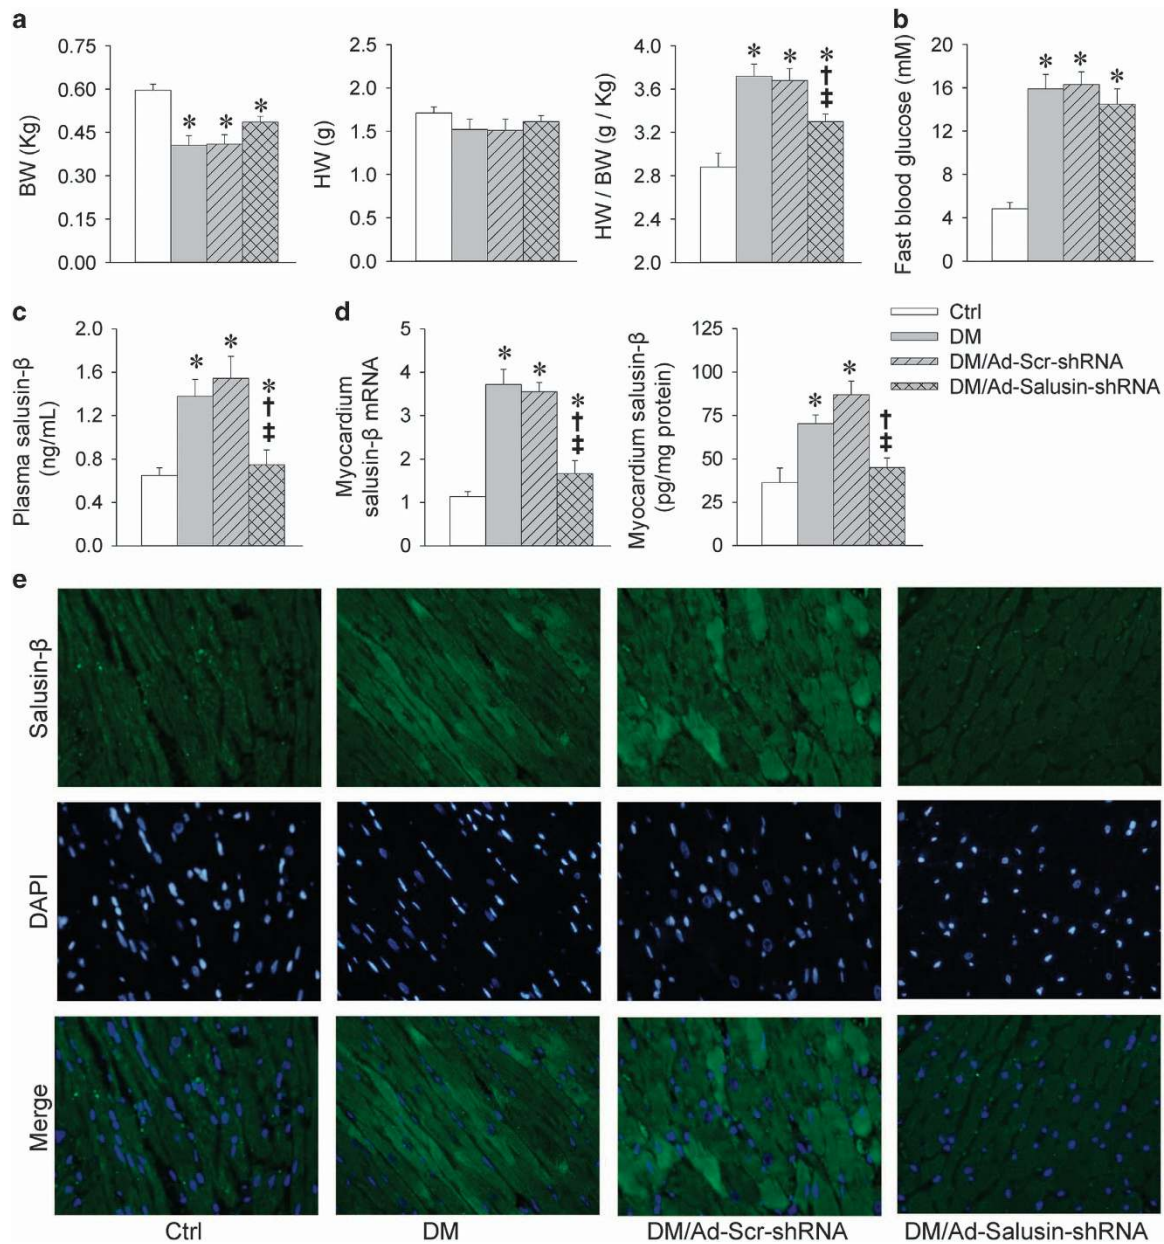 a
BW (Kg)
0.75
0.60
0.45
0.30
0.15
0.00
*
*
*
HW (g)
2.5
2.0
1.5
1.0
0.5
0.0
HW / BW (g / Kg)
4.0
3.6
3.2
2.8
2.4
2.0
*
*
*
†
‡
b
Fast blood glucose (mM)
20
16
12
8
4
0
*
*
*
c
Plasma salusin-β
(ng/mL)
2.0
1.6
1.2
0.8
0.4
0.0
*
*
†
‡
d
Myocardium
salusin-β mRNA
5
4
3
2
1
0
*
*
*
†
‡
Myocardium salusin-β
(pg/mg protein)
125
100
75
50
25
0
*
*
†
‡
Ctrl
DM
DM/Ad-Scr-shRNA
DM/Ad-Salusin-shRNA
e
Salusin-β
DAPI
Merge
Ctrl
DM
DM/Ad-Scr-shRNA
DM/Ad-Salusin-shRNA